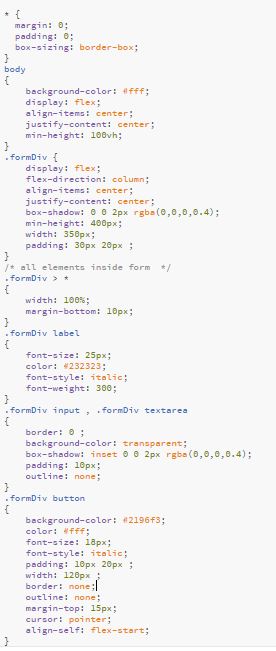 * {
margin: 0;
padding: 0;
box-sizing: border-box;
}
body
{
background-color: #fff;
display: flex;
align-items: center;
justify-content: center;
min-height: 100vh;
}
.formDiv {
display: flex;
flex-direction: column;
align-items: center;
justify-content: center;
box-shadow: 0 0 2px rgba(0,0,0,0.4);
min-height: 400px;
width: 350px;
padding: 30px 20px ;
}
/* all elements inside form  */
.formDiv > *
{
width: 100%;
margin-bottom: 10px;
}
.formDiv label
{
font-size: 25px;
color: #232323;
font-style: italic;
font-weight: 300;
}
.formDiv input , .formDiv textarea
{
border: 0 ;
background-color: transparent;
box-shadow: inset 0 0 2px rgba(0,0,0,0.4);
padding: 10px;
outline: none;
}
.formDiv button
{
background-color: #2196f3;
color: #fff;
font-size: 18px;
font-style: italic;
padding: 10px 20px ;
width: 120px ;
border: none;
outline: none;
margin-top: 15px;
cursor: pointer;
align-self: flex-start;
}